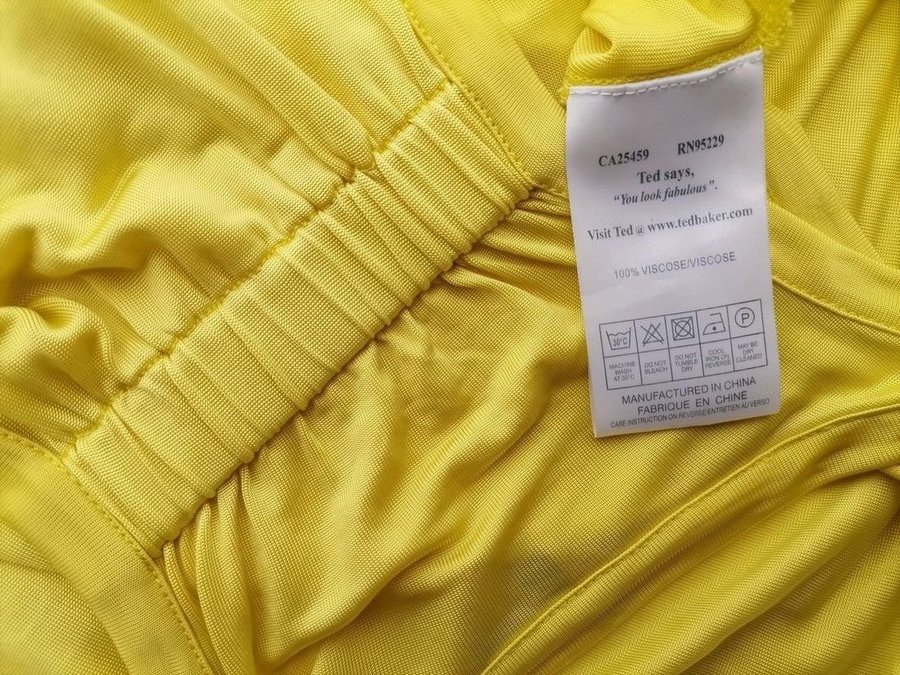 CA25459 RN95229
Ted says,
"You look fabulous".
Visit Ted @ www.tedbaker.com
100% VISCOSE/VISCOSE
30°C P
MACHINE WASH AT 30°C
DO NOT BLEACH
DO NOT TUMBLE DRY
COOL IRON ON REVERSE
MAY BE DRY CLEANED
MANUFACTURED IN CHINA
FABRIQUE EN CHINE
CARE INSTRUCTION ON REVERSE/ENTRETIEN AU VERSO